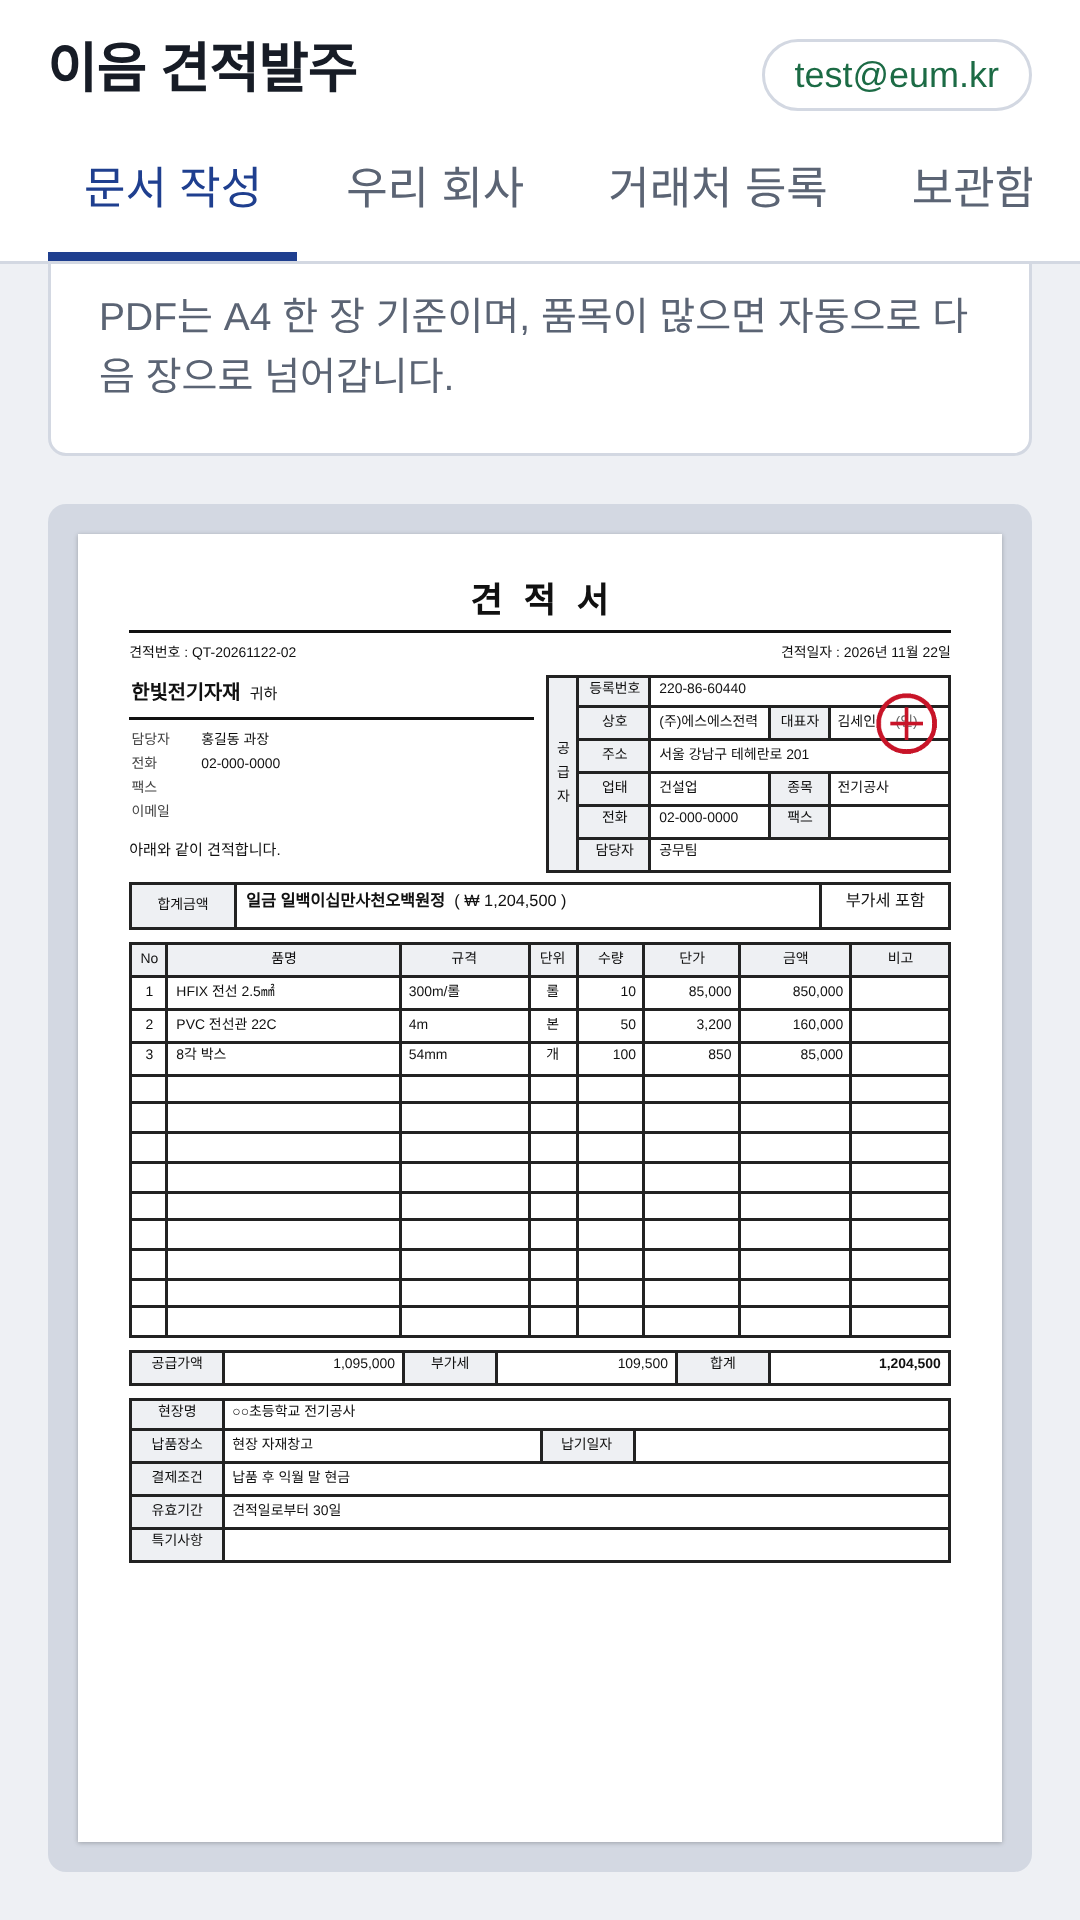 이음 견적발주
test@eum.kr
문서 작성 우리 회사 거래처 등록 보관함
PDF는 A4 한 장 기준이며, 품목이 많으면 자동으로 다
음 장으로 넘어갑니다.
견 적 서
견적번호 : QT-20261122-02
견적일자 : 2026년 11월 22일
한빛전기자재 귀하
담당자 홍길동 과장
전화 02-000-0000
팩스
이메일
아래와 같이 견적합니다.
공
급
자
등록번호 220-86-60440
상호 (주)에스에스전력 대표자 김세인 (인)
주소 서울 강남구 테헤란로 201
업태 건설업 종목 전기공사
전화 02-000-0000 팩스
담당자 공무팀
합계금액 일금 일백이십만사천오백원정 ( ₩ 1,204,500 ) 부가세 포함
No 품명 규격 단위 수량 단가 금액 비고
1 HFIX 전선 2.5㎟ 300m/롤 롤 10 85,000 850,000
2 PVC 전선관 22C 4m 본 50 3,200 160,000
3 8각 박스 54mm 개 100 850 85,000
공급가액 1,095,000 부가세 109,500 합계 1,204,500
현장명 ○○초등학교 전기공사
납품장소 현장 자재창고 납기일자
결제조건 납품 후 익월 말 현금
유효기간 견적일로부터 30일
특기사항